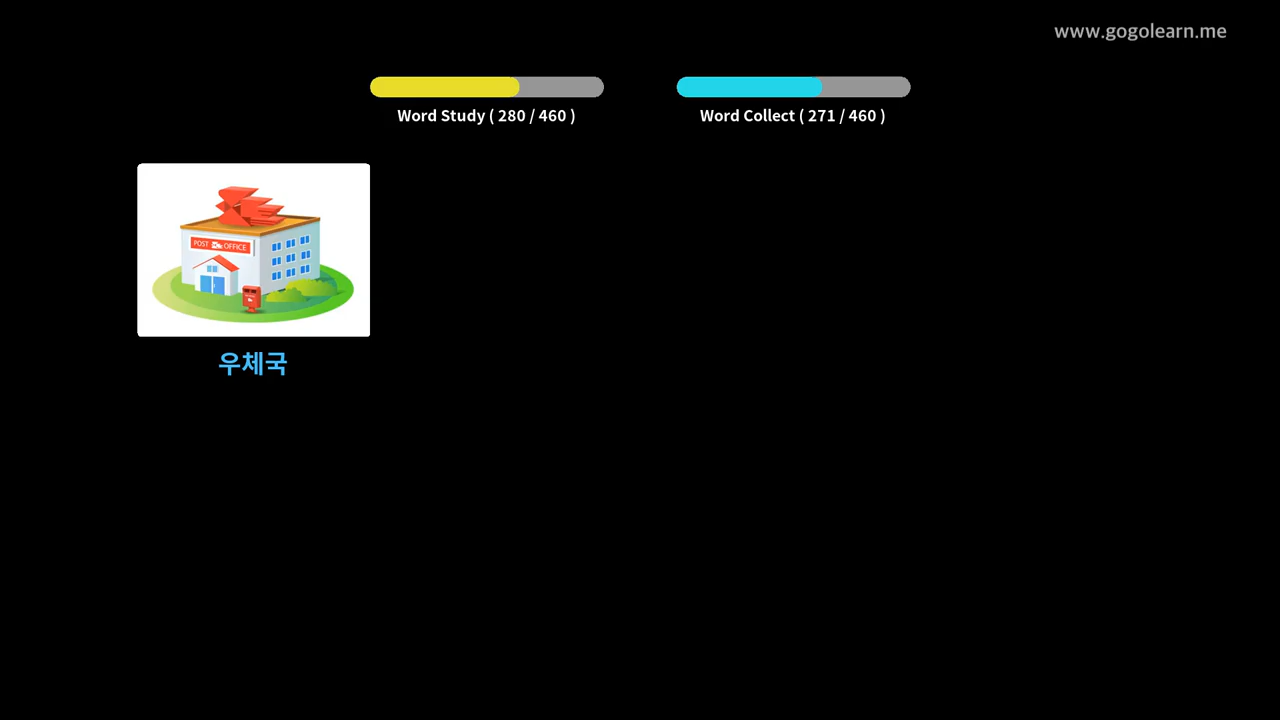 www.gogolearn.me
Word Study ( 280 / 460 )
Word Collect ( 271 / 460 )
POST OFFICE
우체국